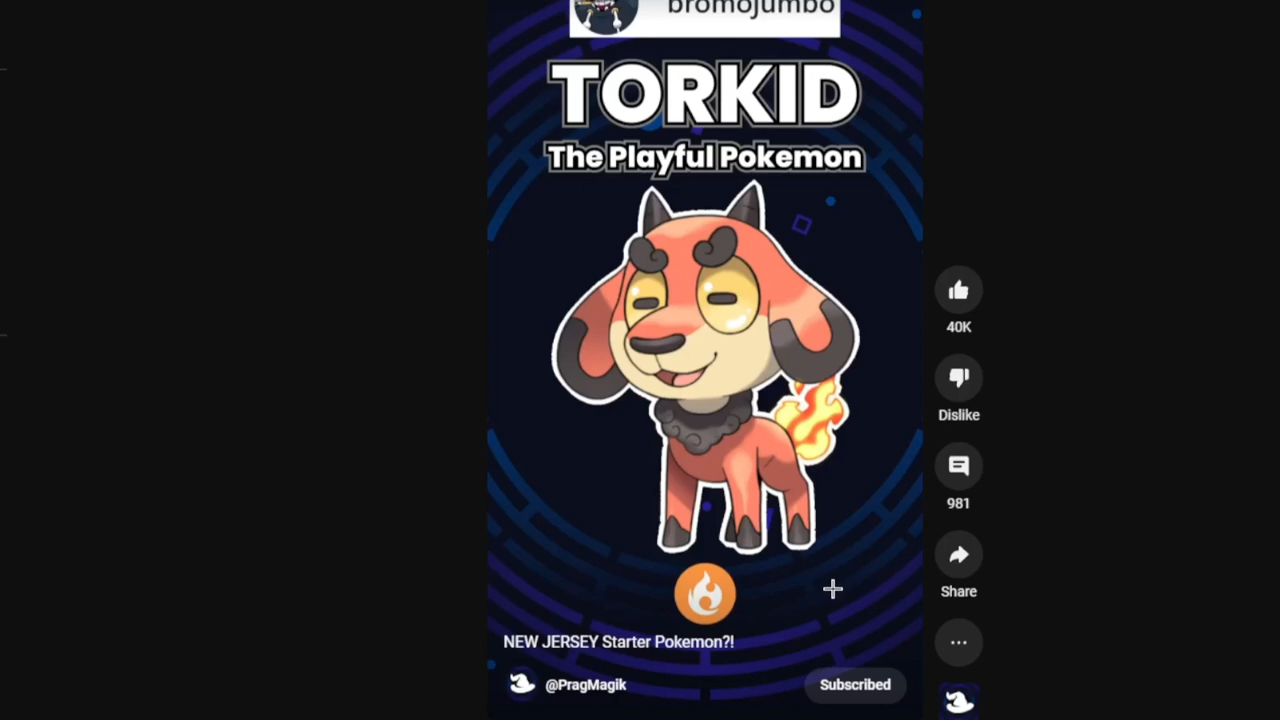 bromojumbo
TORKID
The Playful Pokemon
40K
Dislike
981
Share
NEW JERSEY Starter Pokemon?!
@PragMagik
Subscribed